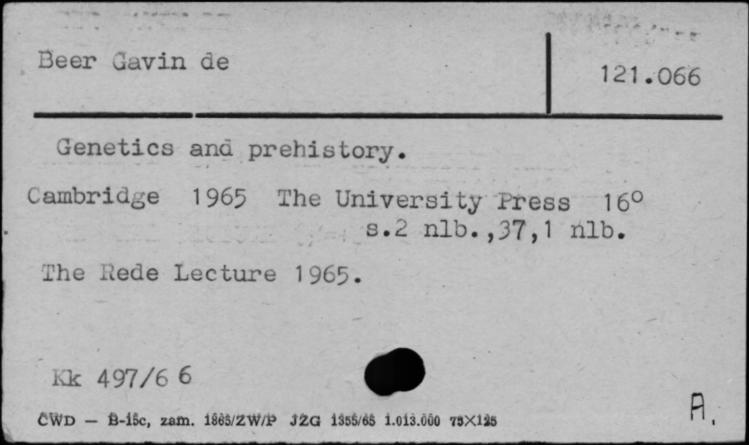 Beer Gavin de
121.066
Genetics and prehistory.
Cambridge 1965 The University Press 16°
s.2 nlb.,37,1 nlb.
The Rede Lecture 1965.
Kk 497/6 6
A.
ĆWD — B-15c, zam. 1865/ZW/P JZG 1355/65 1.013.000 75X125